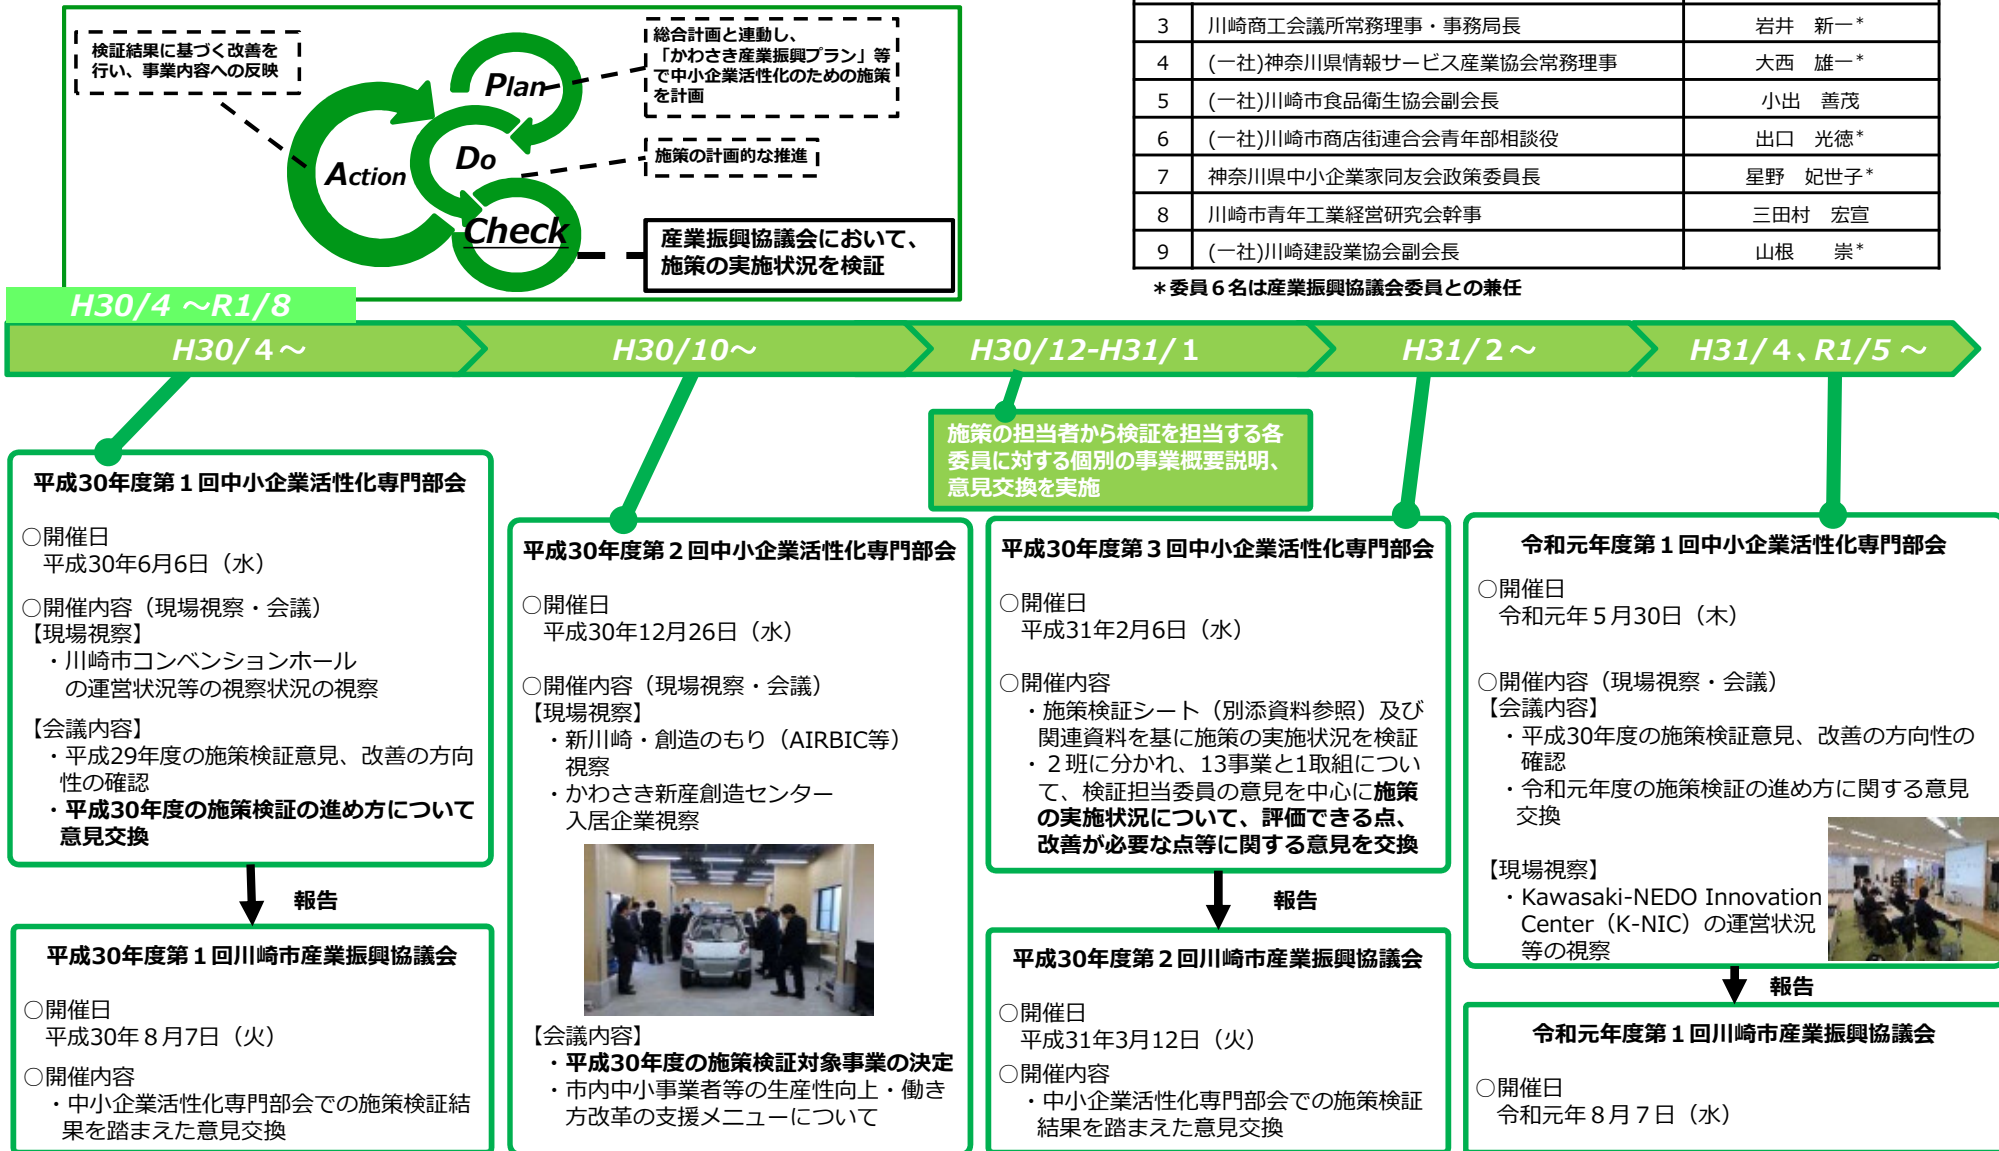 検証結果に基づく改善を
行い、事業内容への反映
総合計画と連動し、
「かわさき産業振興プラン」等
で中小企業活性化のための施策
を計画
Plan
Do
Action
Check
施策の計画的な推進
産業振興協議会において、
施策の実施状況を検証
3 川崎商工会議所常務理事・事務局長 岩井 新一*
4 (一社)神奈川県情報サービス産業協会常務理事 大西 雄一*
5 (一社)川崎市食品衛生協会副会長 小出 善茂
6 (一社)川崎市商店街連合会青年部相談役 出口 光徳*
7 神奈川県中小企業家同友会政策委員長 星野 妃世子*
8 川崎市青年工業経営研究会幹事 三田村 宏宣
9 (一社)川崎建設業協会副会長 山根 崇*
＊委員６名は産業振興協議会委員との兼任
H30/4 ～R1/8
H30/４～
H30/10～
H30/12-H31/１
H31/２～
H31/４、R1/5 ～
施策の担当者から検証を担当する各
委員に対する個別の事業概要説明、
意見交換を実施
平成30年度第１回中小企業活性化専門部会
○開催日
平成30年6月6日（水）
○開催内容（現場視察・会議）
【現場視察】
・川崎市コンベンションホール
の運営状況等の視察状況の視察
【会議内容】
・平成29年度の施策検証意見、改善の方向
性の確認
・平成30年度の施策検証の進め方について
意見交換
報告
平成30年度第１回川崎市産業振興協議会
○開催日
平成30年８月7日（火）
○開催内容
・中小企業活性化専門部会での施策検証結
果を踏まえた意見交換
平成30年度第２回中小企業活性化専門部会
○開催日
平成30年12月26日（水）
○開催内容（現場視察・会議）
【現場視察】
・新川崎・創造のもり（AIRBIC等）
視察
・かわさき新産創造センター
入居企業視察
【会議内容】
・平成30年度の施策検証対象事業の決定
・市内中小事業者等の生産性向上・働き
方改革の支援メニューについて
平成30年度第３回中小企業活性化専門部会
○開催日
平成31年2月6日（水）
○開催内容
・施策検証シート（別添資料参照）及び
関連資料を基に施策の実施状況を検証
・２班に分かれ、13事業と1取組につい
て、検証担当委員の意見を中心に施策
の実施状況について、評価できる点、
改善が必要な点等に関する意見を交換
報告
平成30年度第２回川崎市産業振興協議会
○開催日
平成31年3月12日（火）
○開催内容
・中小企業活性化専門部会での施策検証
結果を踏まえた意見交換
令和元年度第１回中小企業活性化専門部会
○開催日
令和元年５月30日（木）
○開催内容（現場視察・会議）
【会議内容】
・平成30年度の施策検証意見、改善の方向性の
確認
・令和元年度の施策検証の進め方に関する意見
交換
【現場視察】
・Kawasaki-NEDO Innovation
Center（K-NIC）の運営状況
等の視察
報告
令和元年度第１回川崎市産業振興協議会
○開催日
令和元年８月７日（水）